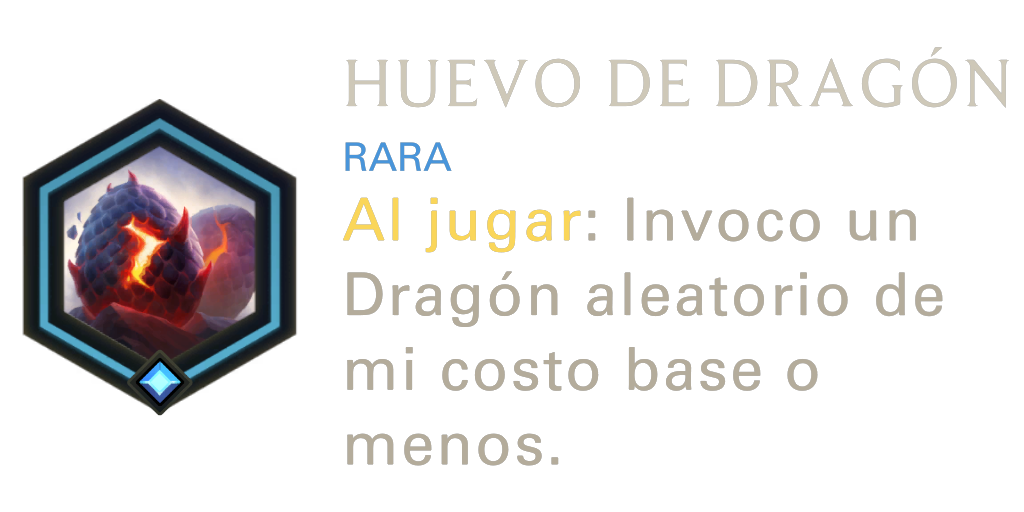 HUEVO DE DRAGÓN
RARA
Al jugar: Invoco un
Dragón aleatorio de
mi costo base o
menos.